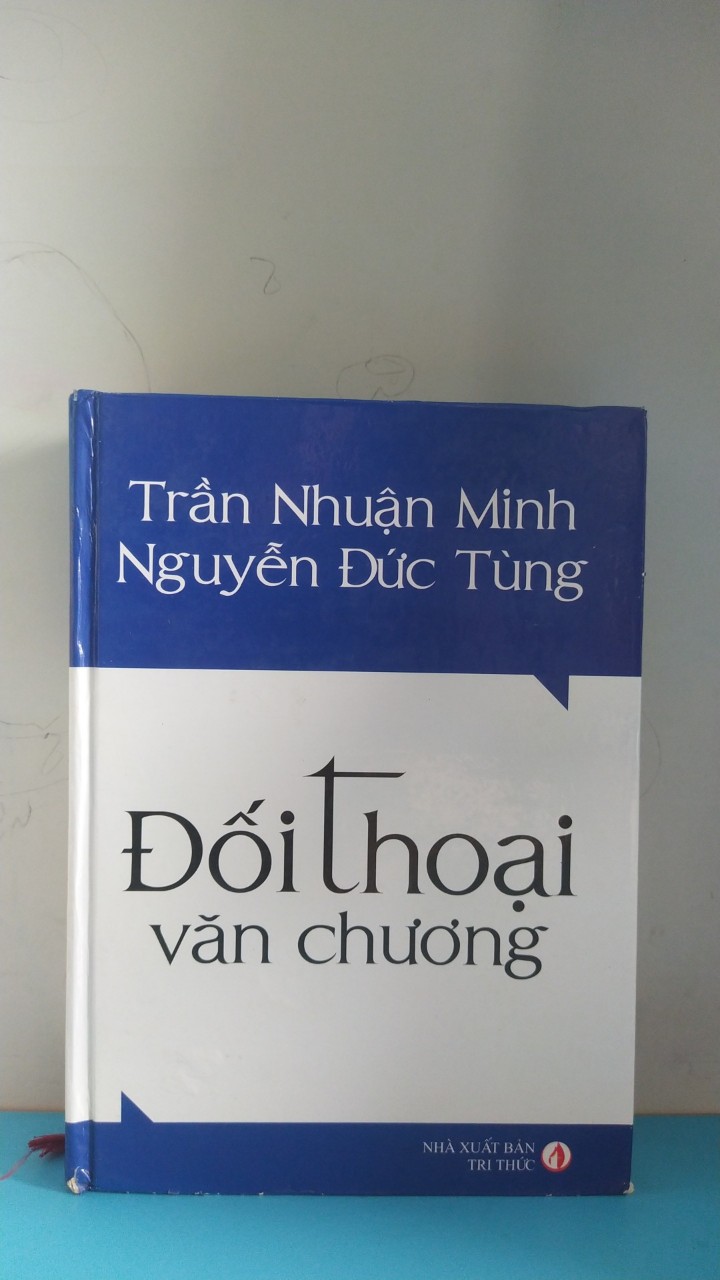 Trần Nhuận Minh
Nguyễn Đức Tùng
Đối thoại
văn chương
NHÀ XUẤT BẢN
TRI THỨC